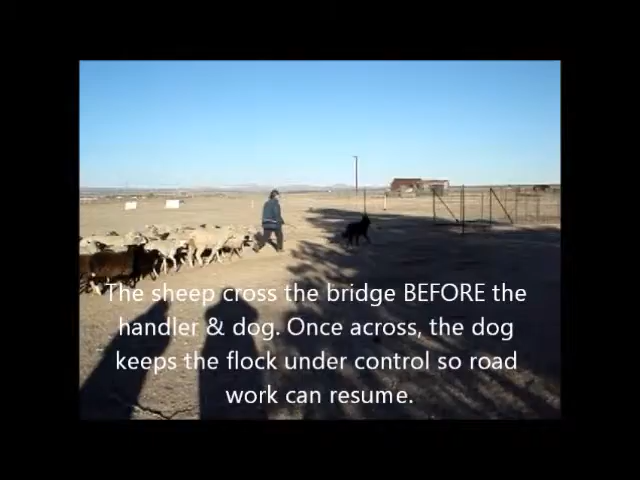 The sheep cross the bridge BEFORE the
handler & dog. Once across, the dog
keeps the flock under control so road
work can resume.